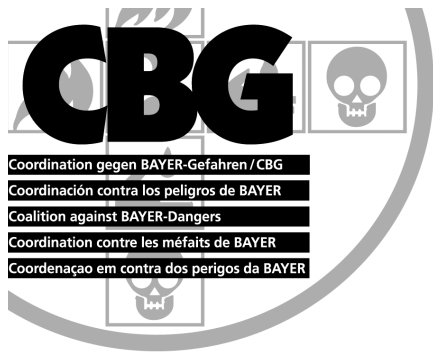 CBG
Coordination gegen BAYER-Gefahren / CBG
Coordinación contra los peligros de BAYER
Coalition against BAYER-Dangers
Coordination contre les méfaits de BAYER
Coordenaçao em contra dos perigos da BAYER